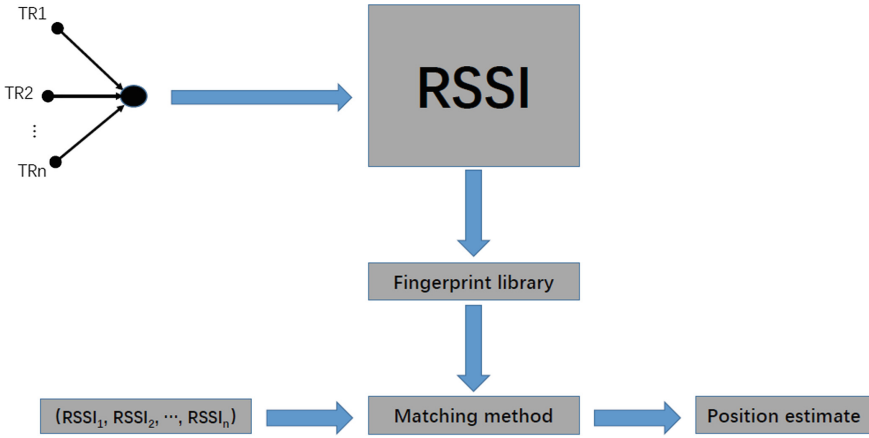 TR1
TR2
⋮
TRn
RSSI
Fingerprint library
(RSSI₁, RSSI₂, ⋯, RSSIₙ)
Matching method
Position estimate